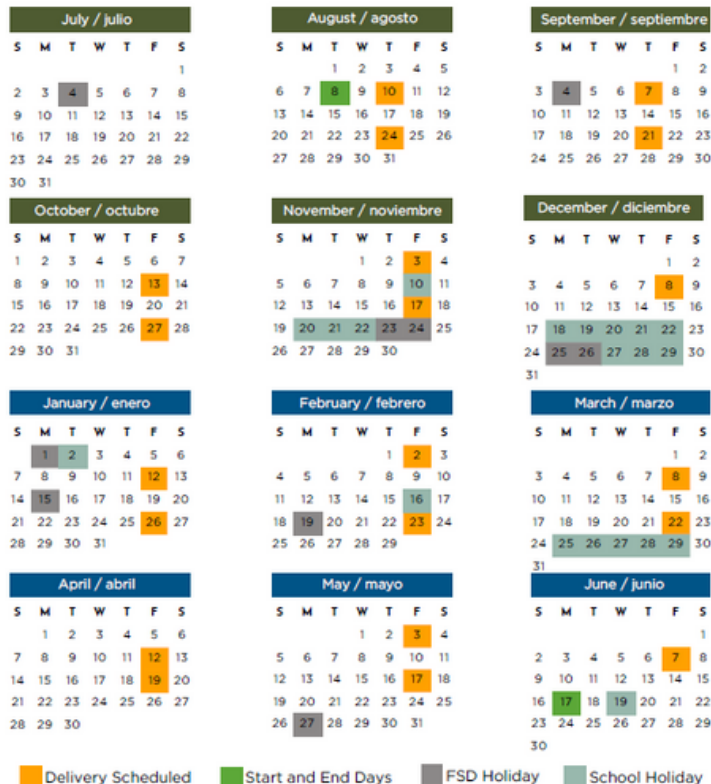 July / julio
S M T W T F S
1
2 3 4 5 6 7 8
9 10 11 12 13 14 15
16 17 18 19 20 21 22
23 24 25 26 27 28 29
30 31
August / agosto
S M T W T F S
1 2 3 4 5
6 7 8 9 10 11 12
13 14 15 16 17 18 19
20 21 22 23 24 25 26
27 28 29 30 31
September / septiembre
S M T W T F S
1 2
3 4 5 6 7 8 9
10 11 12 13 14 15 16
17 18 19 20 21 22 23
24 25 26 27 28 29 30
October / octubre
S M T W T F S
1 2 3 4 5 6 7
8 9 10 11 12 13 14
15 16 17 18 19 20 21
22 23 24 25 26 27 28
29 30 31
November / noviembre
S M T W T F S
1 2 3 4
5 6 7 8 9 10 11
12 13 14 15 16 17 18
19 20 21 22 23 24 25
26 27 28 29 30
December / diciembre
S M T W T F S
1 2
3 4 5 6 7 8 9
10 11 12 13 14 15 16
17 18 19 20 21 22 23
24 25 26 27 28 29 30
31
January / enero
S M T W T F S
1 2 3 4 5 6
7 8 9 10 11 12 13
14 15 16 17 18 19 20
21 22 23 24 25 26 27
28 29 30 31
February / febrero
S M T W T F S
1 2 3
4 5 6 7 8 9 10
11 12 13 14 15 16 17
18 19 20 21 22 23 24
25 26 27 28 29
March / marzo
S M T W T F S
1 2
3 4 5 6 7 8 9
10 11 12 13 14 15 16
17 18 19 20 21 22 23
24 25 26 27 28 29 30
31
April / abril
S M T W T F S
1 2 3 4 5 6
7 8 9 10 11 12 13
14 15 16 17 18 19 20
21 22 23 24 25 26 27
28 29 30
May / mayo
S M T W T F S
1 2 3 4
5 6 7 8 9 10 11
12 13 14 15 16 17 18
19 20 21 22 23 24 25
26 27 28 29 30 31
June / junio
S M T W T F S
1
2 3 4 5 6 7 8
9 10 11 12 13 14 15
16 17 18 19 20 21 22
23 24 25 26 27 28 29
30
Delivery Scheduled
Start and End Days
FSD Holiday
School Holiday